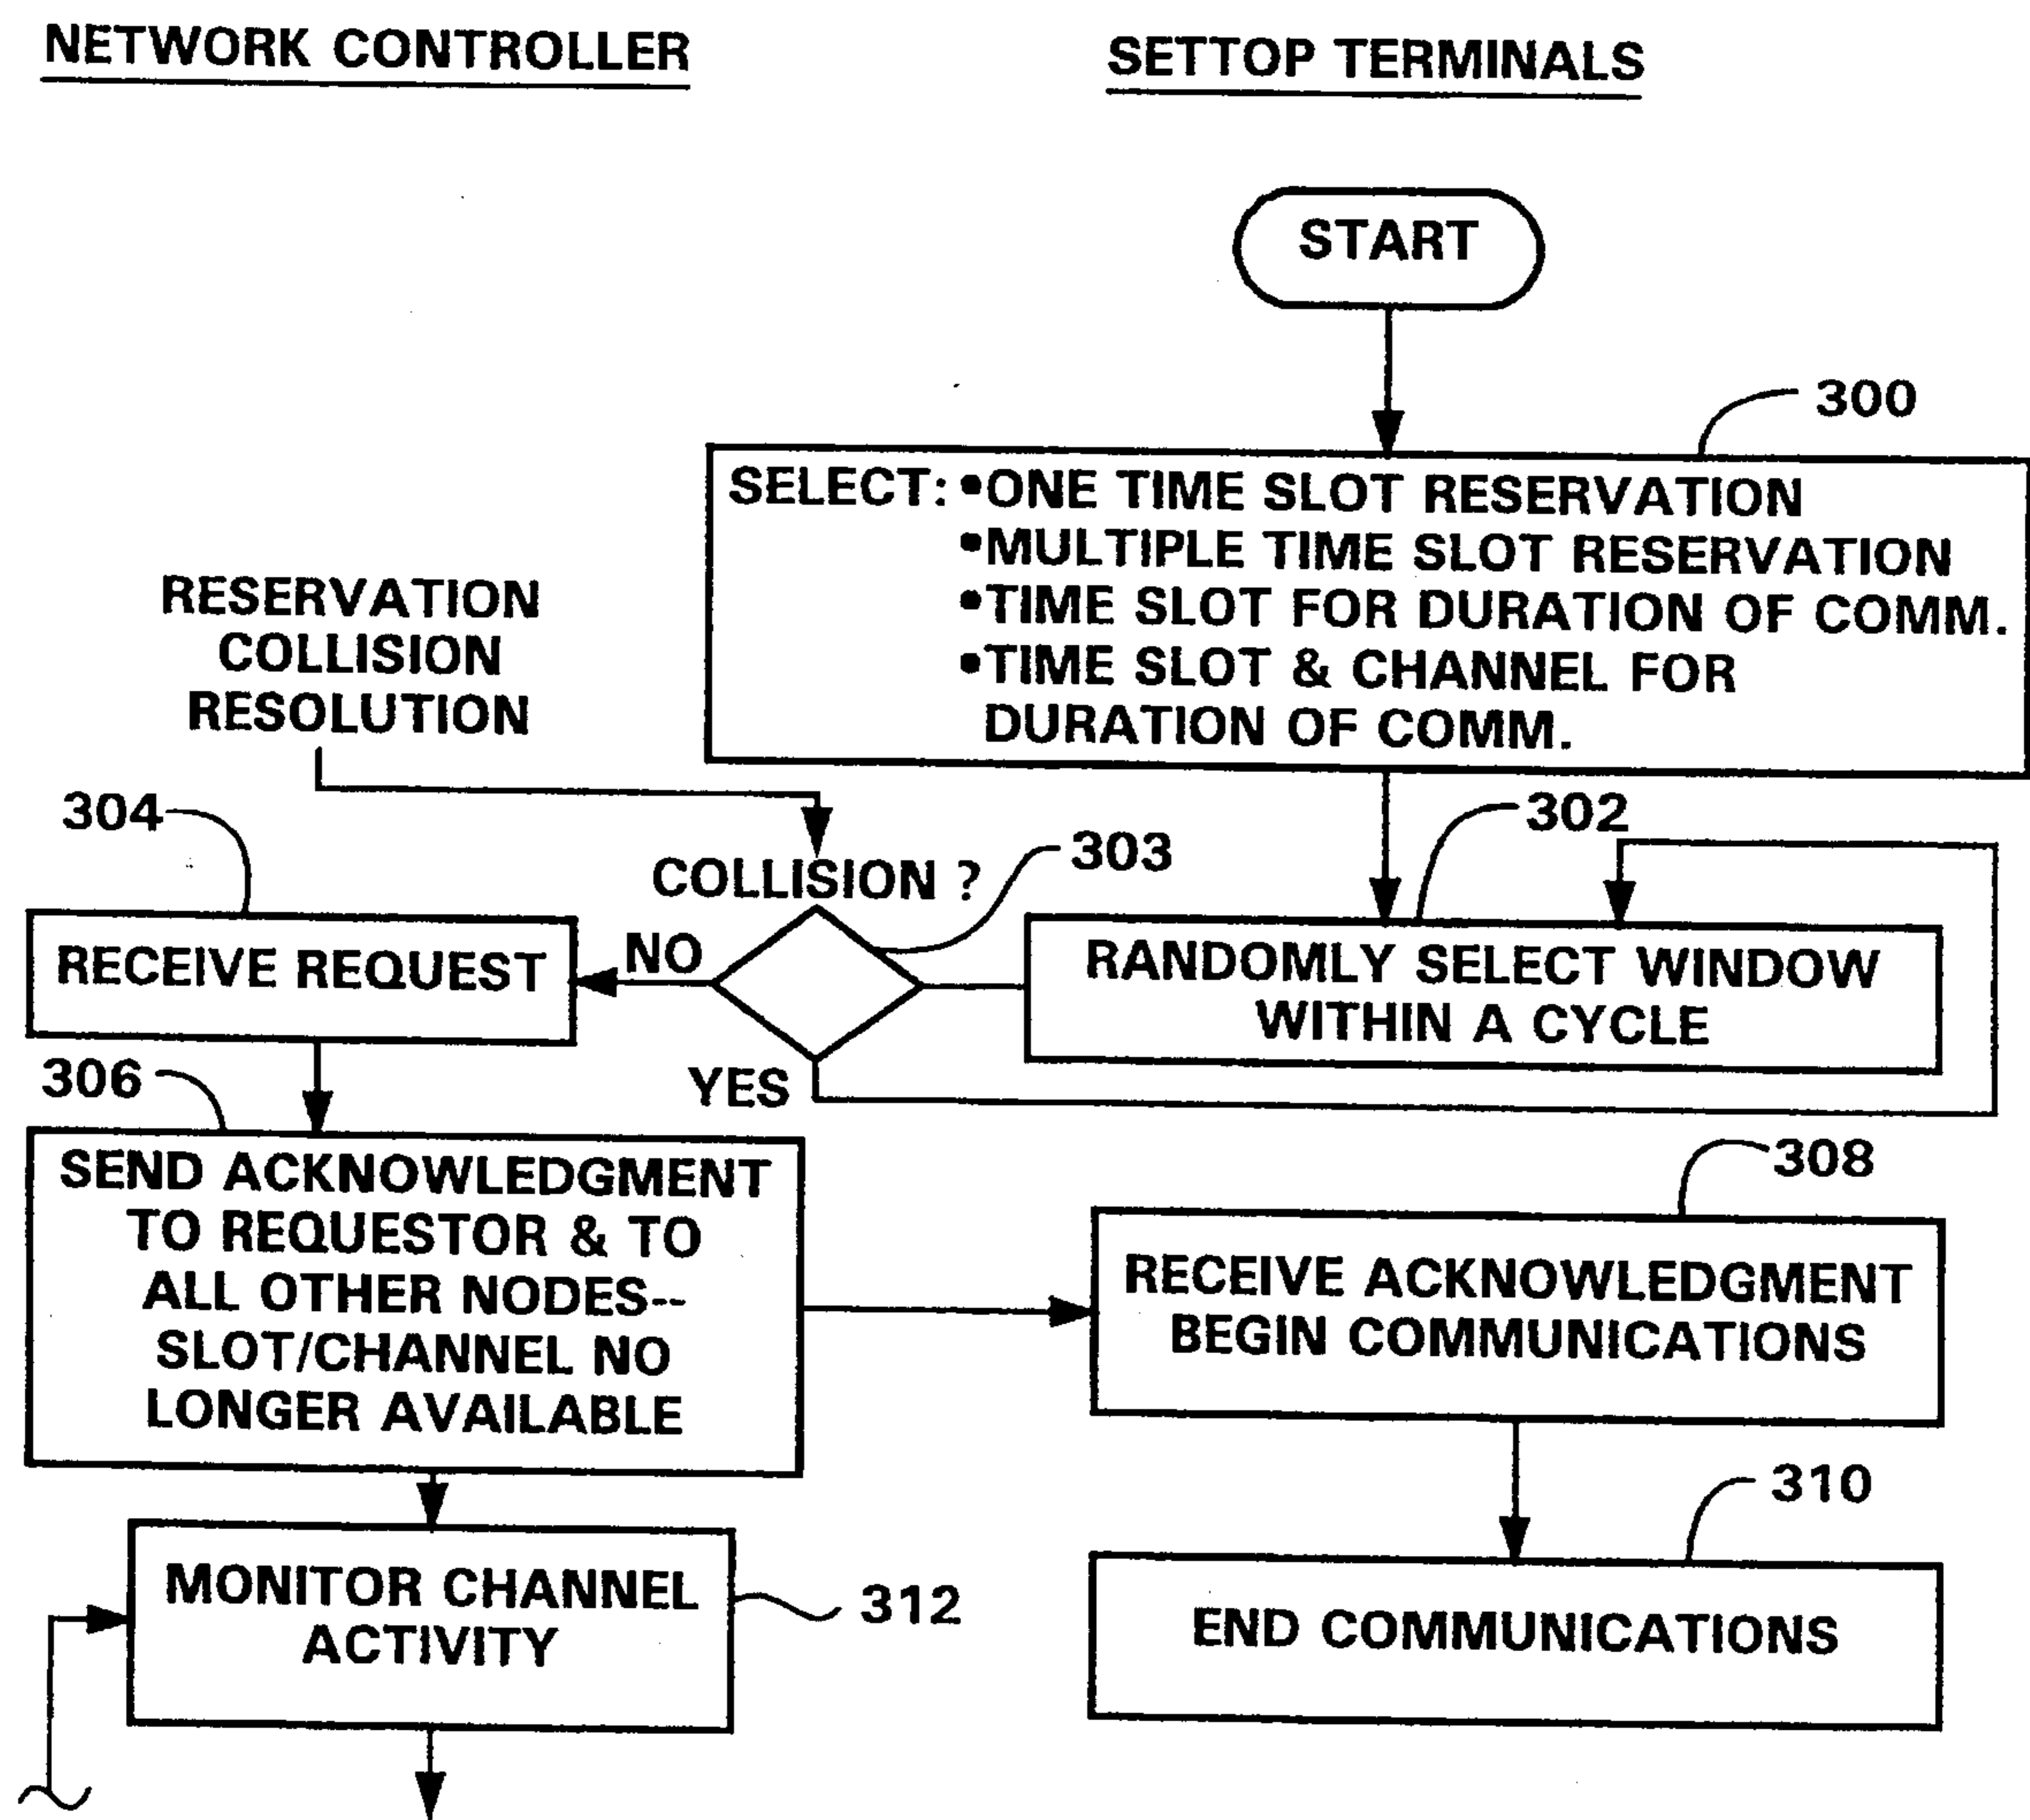 NETWORK CONTROLLER
SETTOP TERMINALS
START
300
SELECT: •ONE TIME SLOT RESERVATION
•MULTIPLE TIME SLOT RESERVATION
•TIME SLOT FOR DURATION OF COMM.
•TIME SLOT & CHANNEL FOR
DURATION OF COMM.
RESERVATION
COLLISION
RESOLUTION
304
302
303
COLLISION ?
RECEIVE REQUEST
NO
RANDOMLY SELECT WINDOW
WITHIN A CYCLE
306
YES
SEND ACKNOWLEDGMENT
TO REQUESTOR & TO
ALL OTHER NODES--
SLOT/CHANNEL NO
LONGER AVAILABLE
308
RECEIVE ACKNOWLEDGMENT
BEGIN COMMUNICATIONS
310
MONITOR CHANNEL
ACTIVITY
312
END COMMUNICATIONS